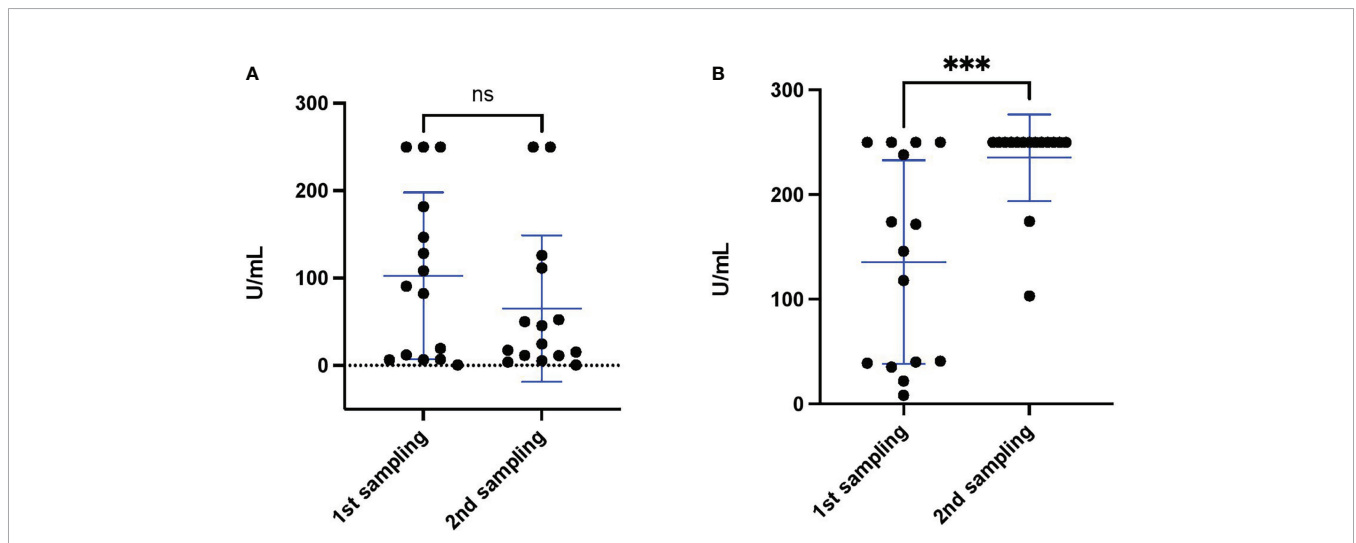 A
ns
300
200
100
0
U/mL
1st sampling
2nd sampling
B
***
300
200
100
0
U/mL
1st sampling
2nd sampling